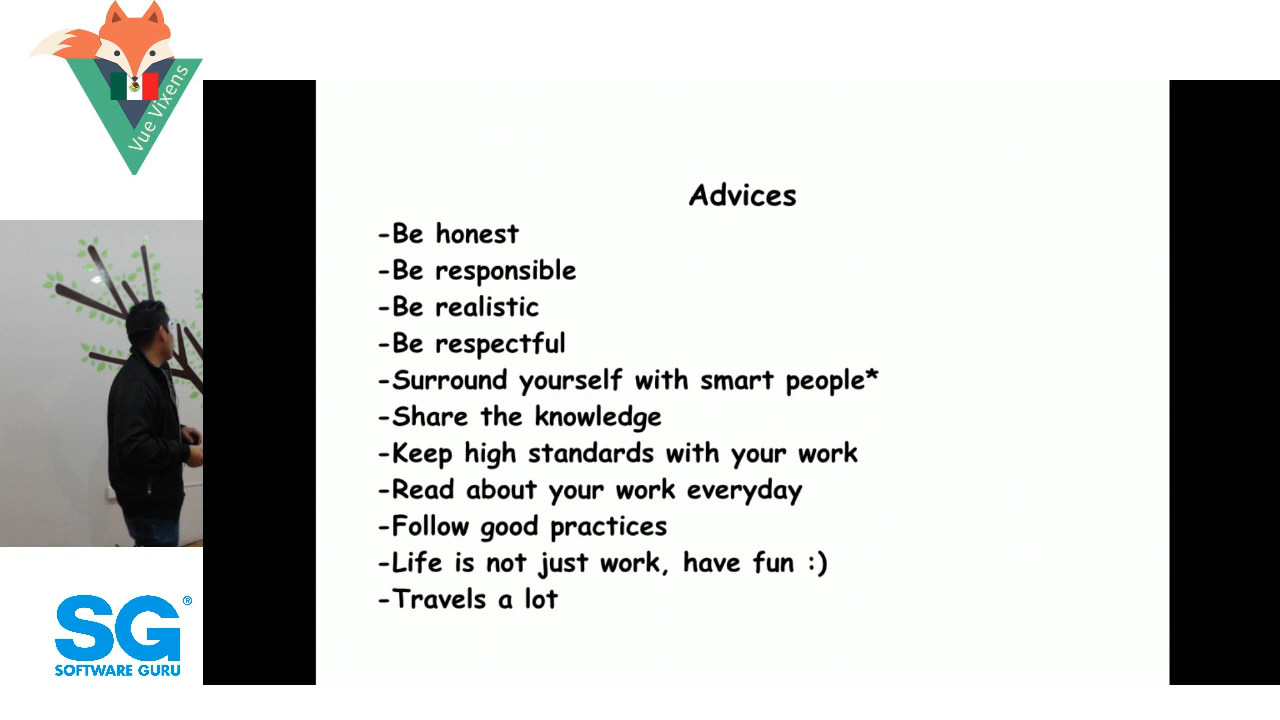 Vue Vixens
Advices
-Be honest
-Be responsible
-Be realistic
-Be respectful
-Surround yourself with smart people*
-Share the knowledge
-Keep high standards with your work
-Read about your work everyday
-Follow good practices
-Life is not just work, have fun :)
-Travels a lot
SG®
SOFTWARE GURU